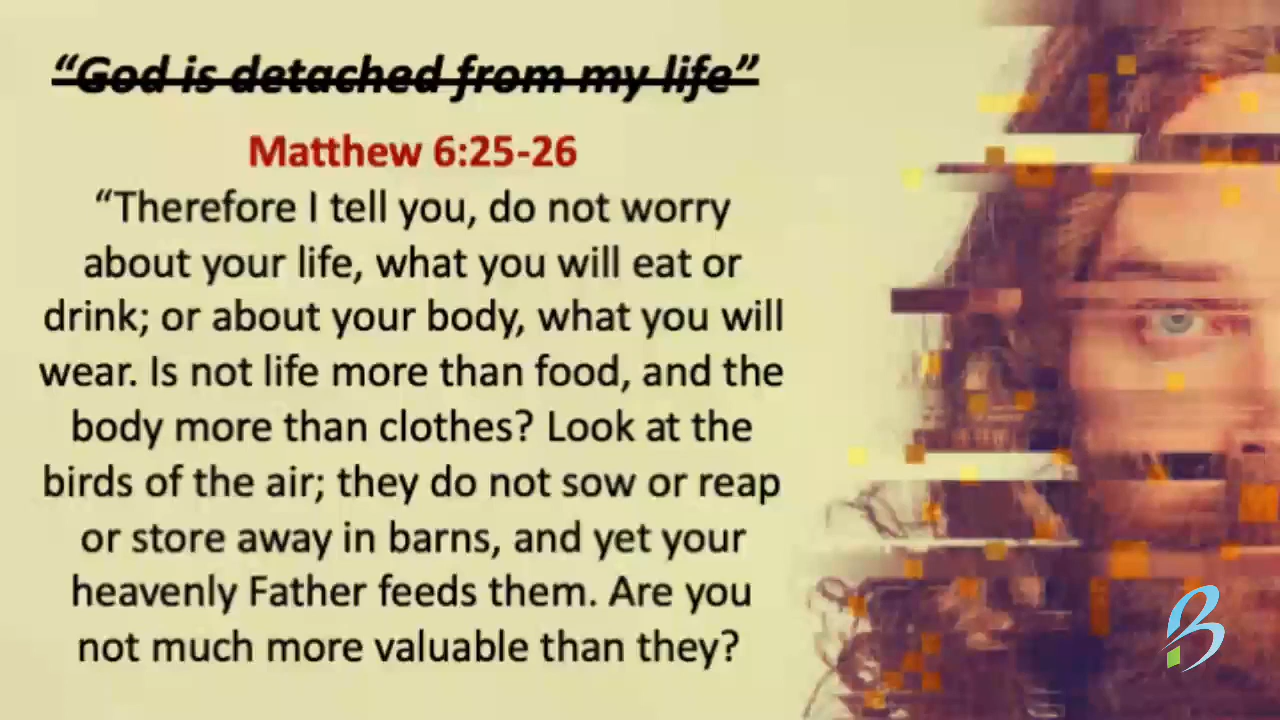 “God is detached from my life”
Matthew 6:25-26
“Therefore I tell you, do not worry
about your life, what you will eat or
drink; or about your body, what you will
wear. Is not life more than food, and the
body more than clothes? Look at the
birds of the air; they do not sow or reap
or store away in barns, and yet your
heavenly Father feeds them. Are you
not much more valuable than they?